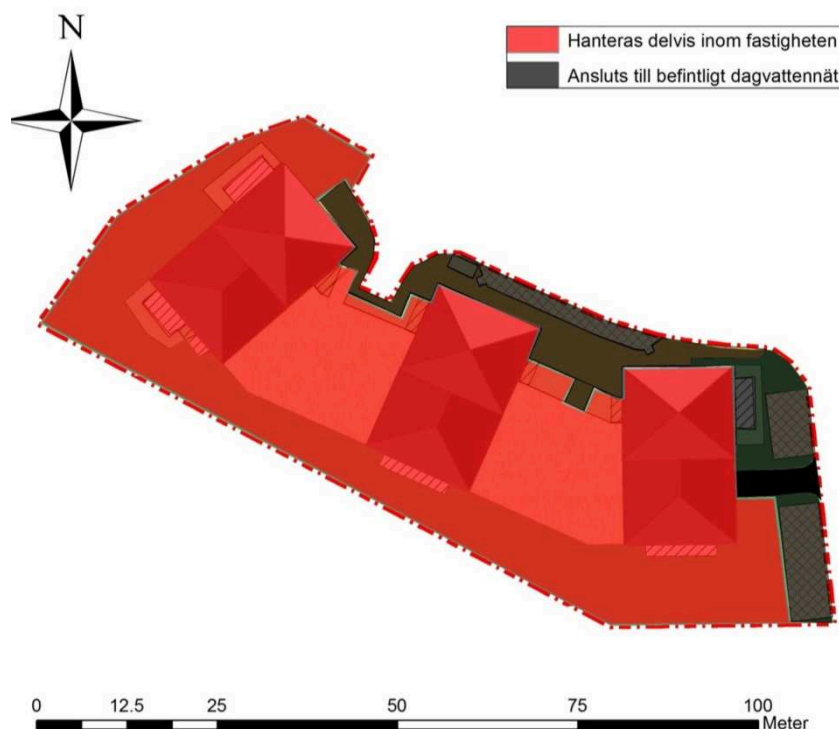 N
Hanteras delvis inom fastigheten
Ansluts till befintligt dagvattennät
0 12.5 25 50 75 100
Meter